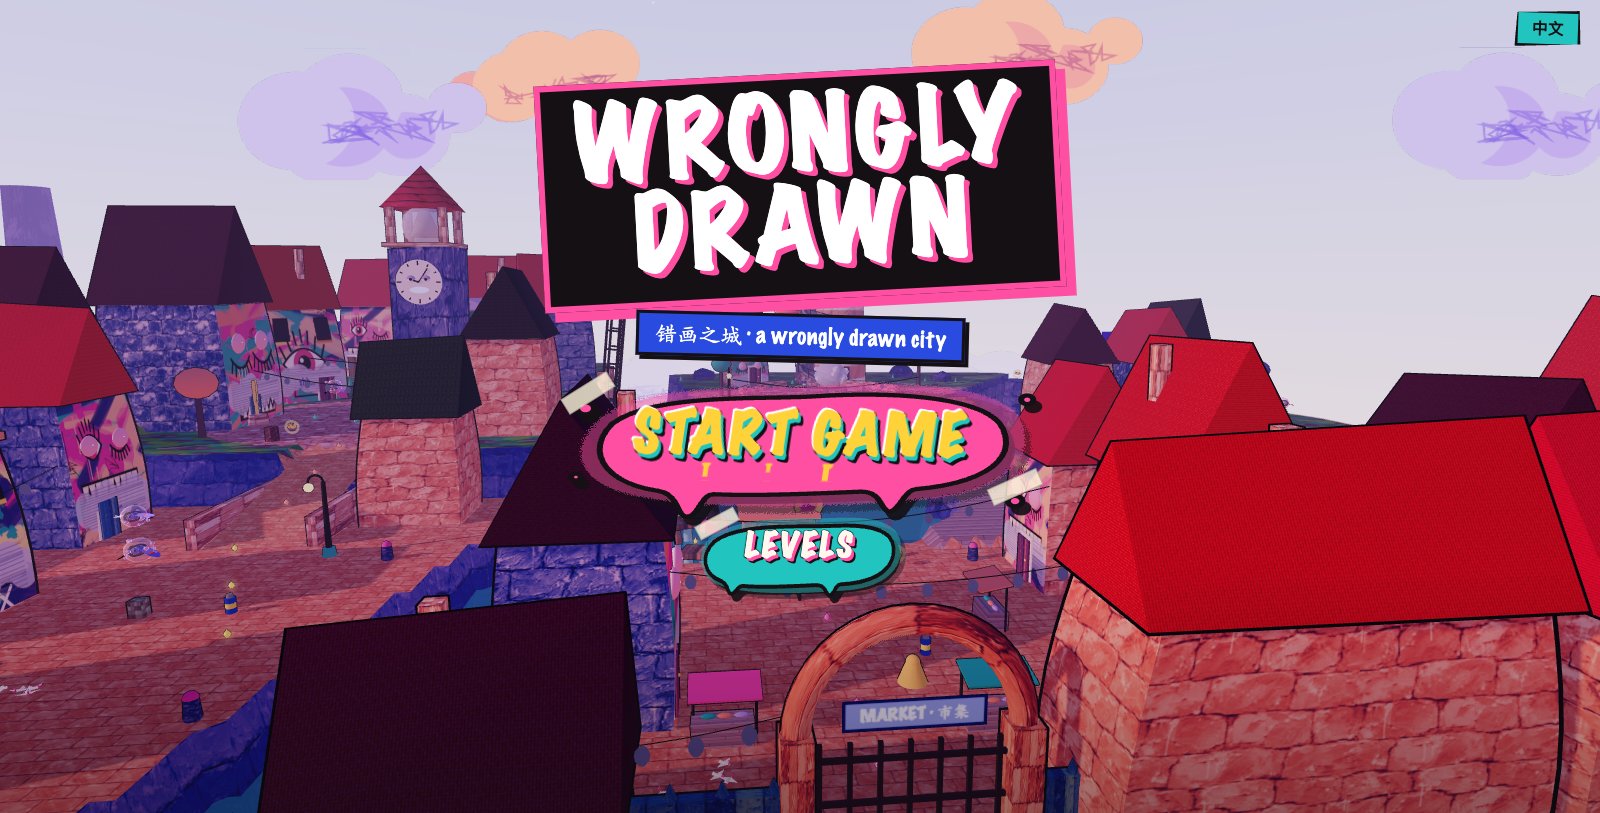 中文
WRONGLY
DRAWN
错画之城·a wrongly drawn city
START GAME
LEVELS
MARKET·市集